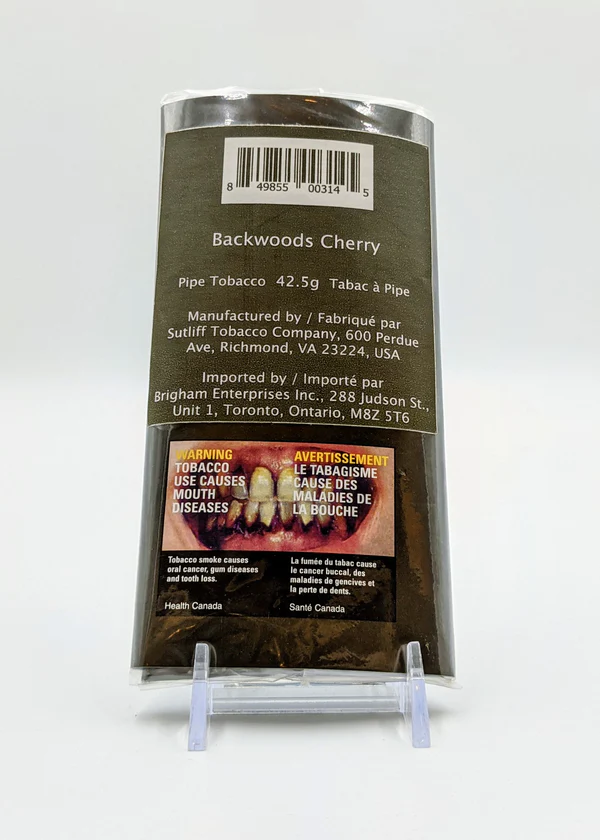 8 49855 00314 5
Backwoods Cherry
Pipe Tobacco 42.5g Tabac à Pipe
Manufactured by / Fabriqué par
Sutliff Tobacco Company, 600 Perdue
Ave, Richmond, VA 23224, USA
Imported by / Importé par
Brigham Enterprises Inc., 288 Judson St.,
Unit 1, Toronto, Ontario, M8Z 5T6
WARNING
TOBACCO
USE CAUSES
MOUTH
DISEASES
AVERTISSEMENT
LE TABAGISME
CAUSE DES
MALADIES DE
LA BOUCHE
Tobacco smoke causes
oral cancer, gum diseases
and tooth loss.
Health Canada
La fumée du tabac cause
le cancer buccal, des
maladies de gencives et
la perte de dents.
Santé Canada